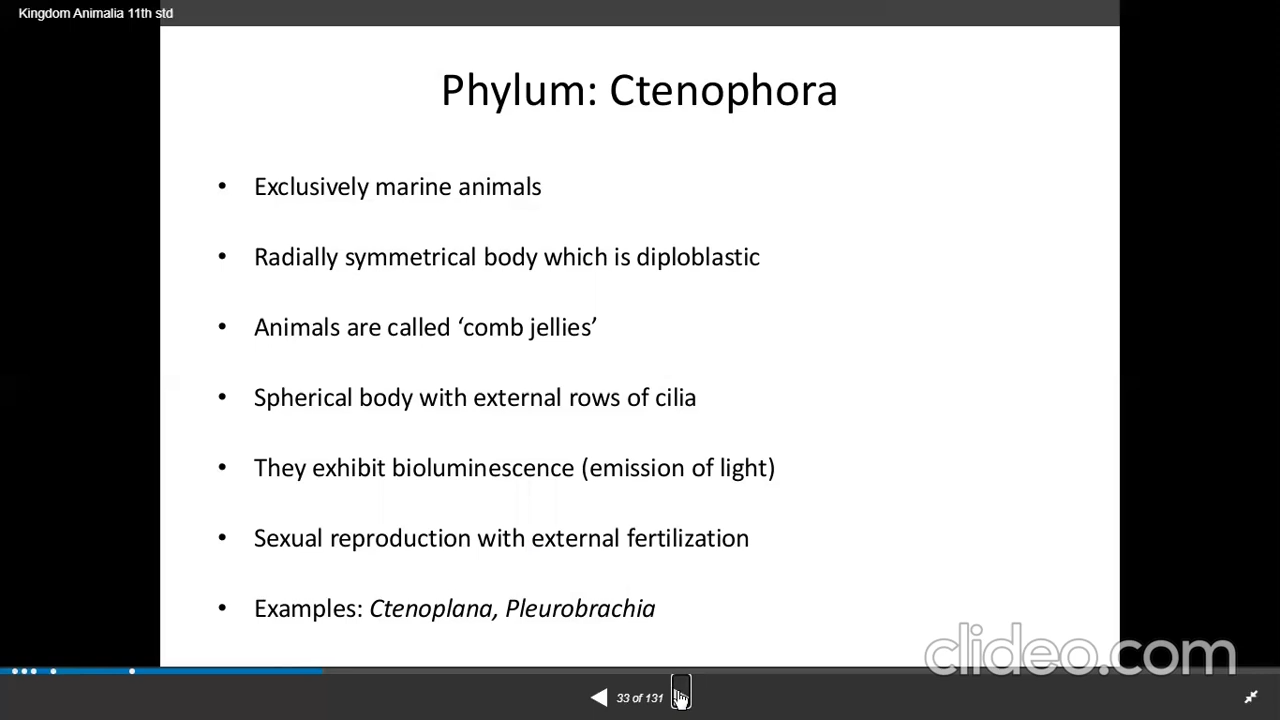 Kingdom Animalia 11th std
Phylum: Ctenophora
• Exclusively marine animals
• Radially symmetrical body which is diploblastic
• Animals are called ‘comb jellies’
• Spherical body with external rows of cilia
• They exhibit bioluminescence (emission of light)
• Sexual reproduction with external fertilization
• Examples: Ctenoplana, Pleurobrachia
clideo.com
33 of 131